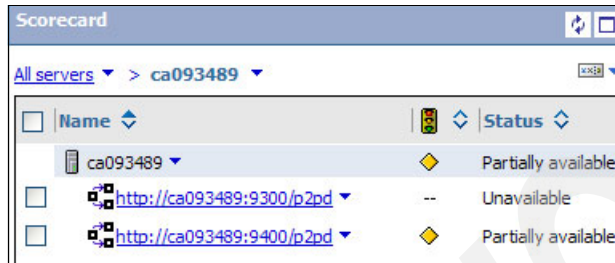 Scorecard
All servers > ca093489
Name Status
ca093489 Partially available
http://ca093489:9300/p2pd -- Unavailable
http://ca093489:9400/p2pd Partially available